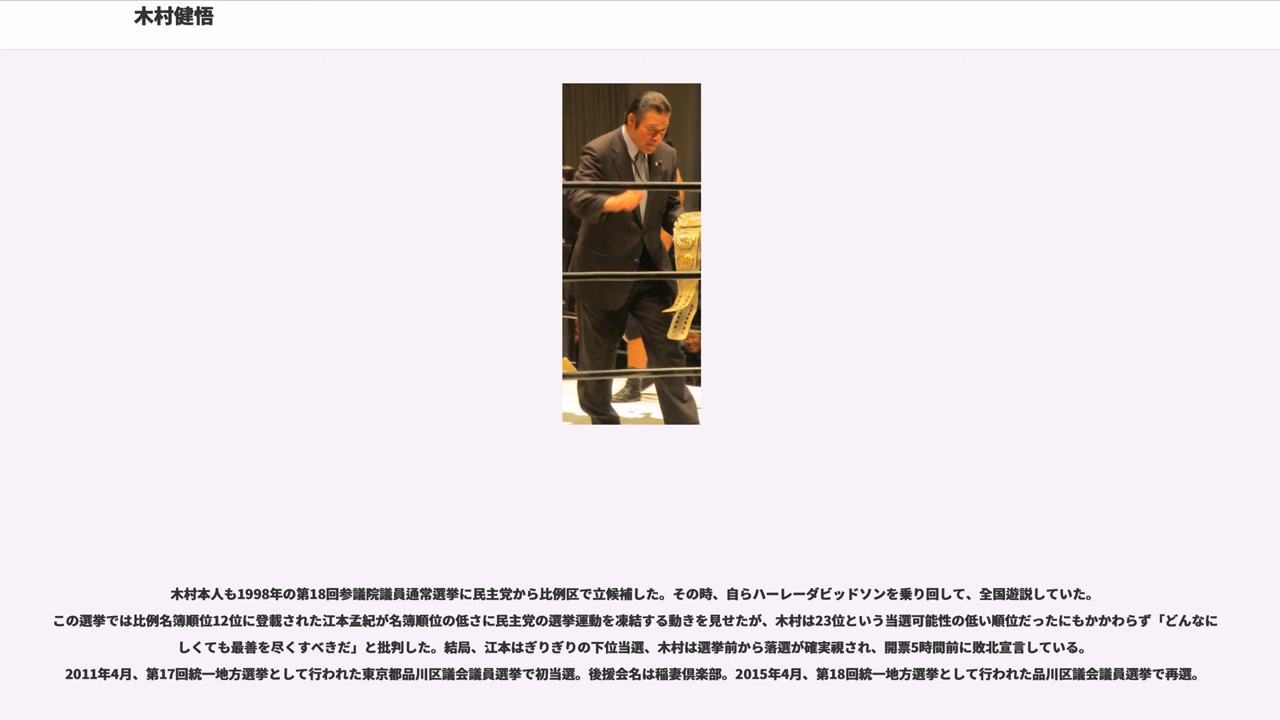 木村健悟
木村本人も1998年の第18回参議院議員通常選挙に民主党から比例区で立候補した。その時、自らハーレーダビッドソンを乗り回して、全国遊説していた。
この選挙では比例名簿順位12位に登載された江本孟紀が名簿順位の低さに民主党の選挙運動を凍結する動きを見せたが、木村は23位という当選可能性の低い順位だったにもかかわらず「どんなに
しくても最善を尽くすべきだ」と批判した。結局、江本はぎりぎりの下位当選、木村は選挙前から落選が確実視され、開票5時間前に敗北宣言している。
2011年4月、第17回統一地方選挙として行われた東京都品川区議会議員選挙で初当選。後援会名は稲妻倶楽部。2015年4月、第18回統一地方選挙として行われた品川区議会議員選挙で再選。